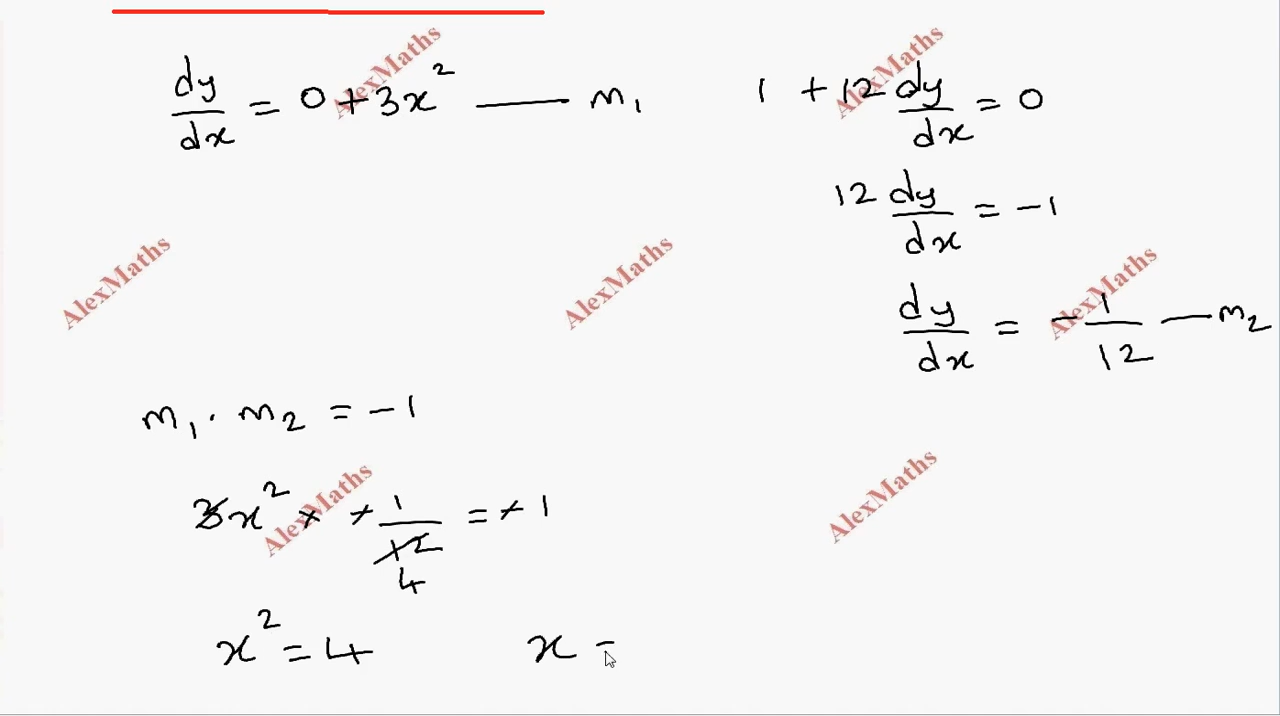 dy/dx = 0 + 3x² —— m₁
1 + 12 dy/dx = 0
12 dy/dx = -1
dy/dx = -1/12 — m₂
m₁ . m₂ = -1
3x² × -1/12 = -1
4
x² = 4
x =
AlexMaths
AlexMaths
AlexMaths
AlexMaths
AlexMaths
AlexMaths
AlexMaths